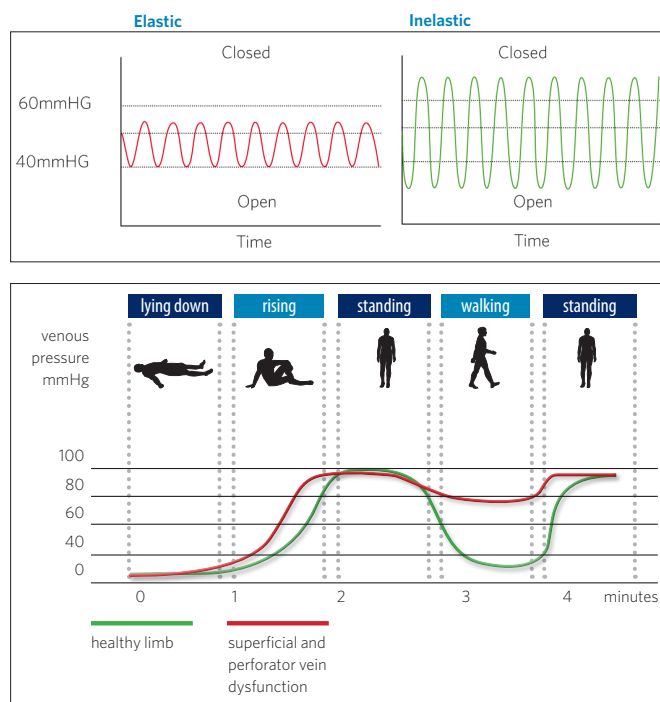 Elastic
Inelastic
Closed
Closed
60mmHG
40mmHG
Open
Open
Time
Time
lying down
rising
standing
walking
standing
venous
pressure
mmHg
100
80
60
40
0
0
1
2
3
4
minutes
healthy limb
superficial and
perforator vein
dysfunction